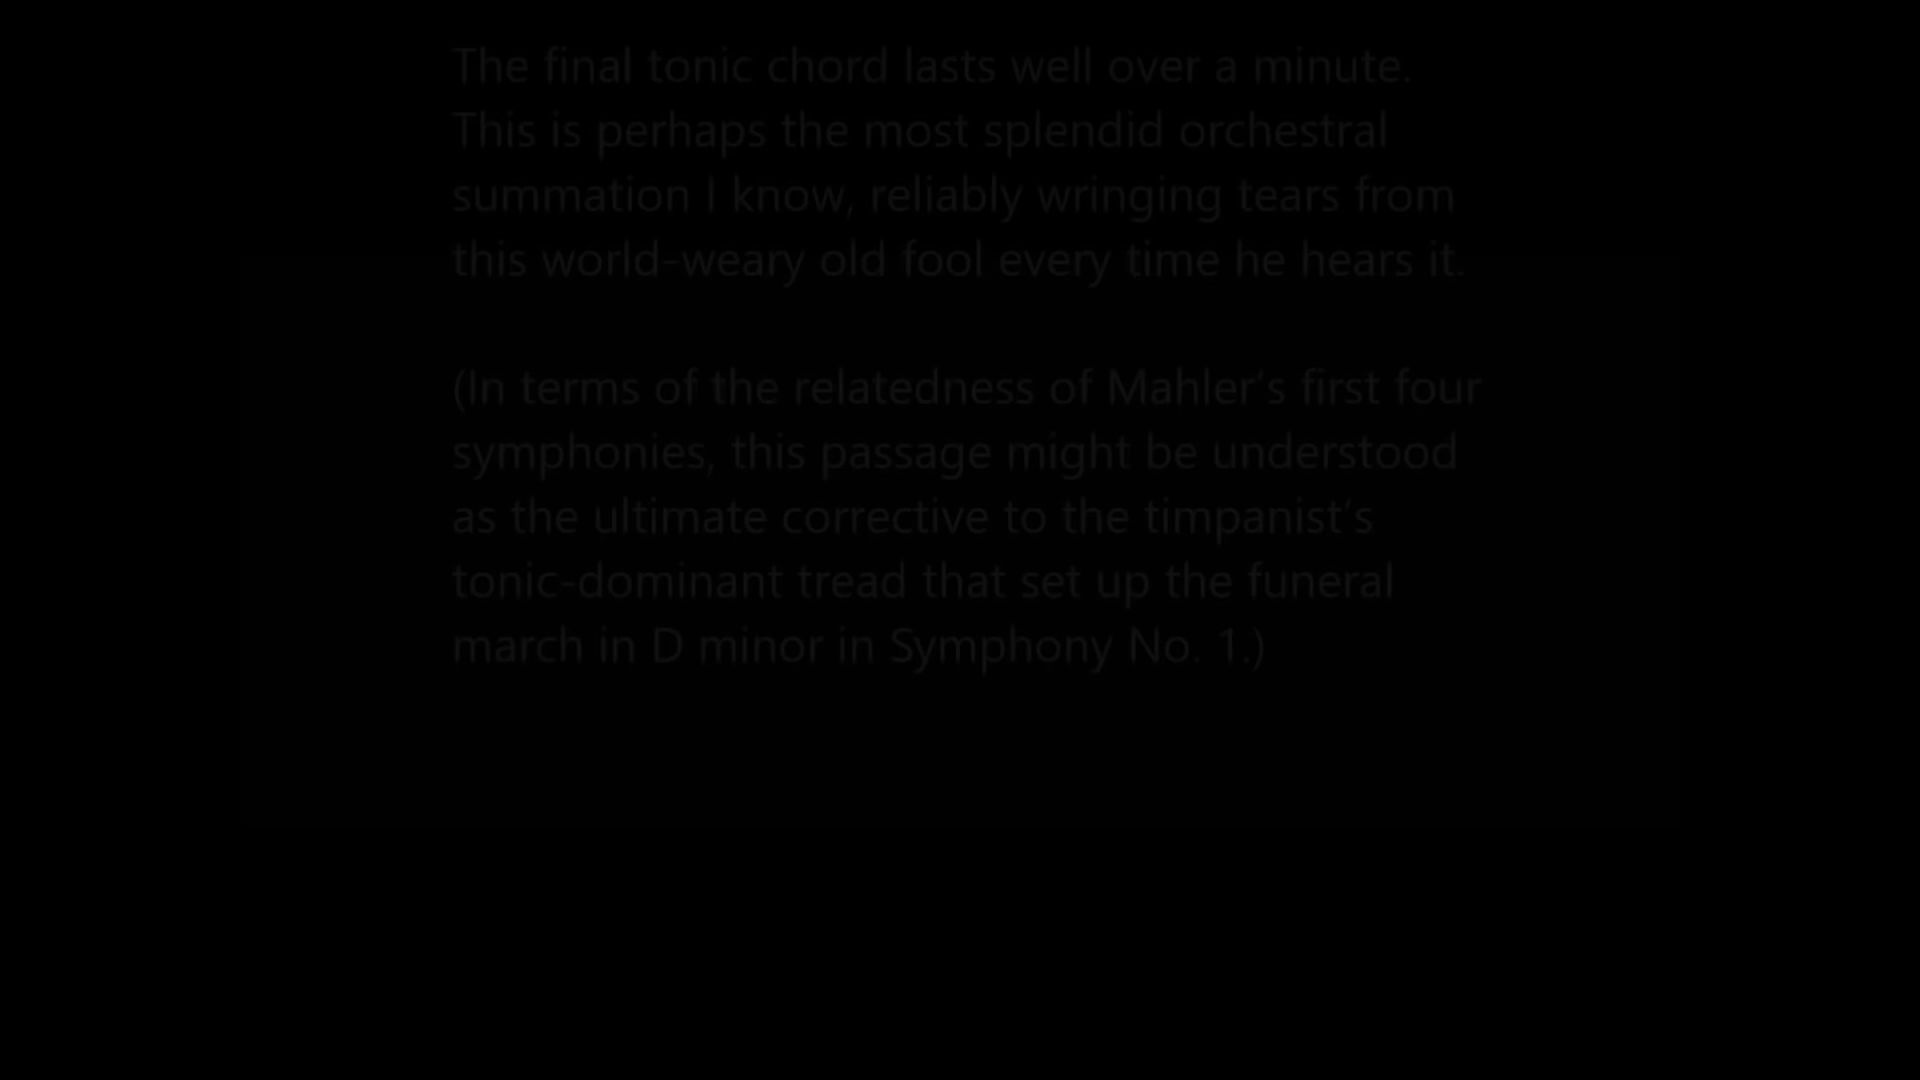 The final tonic chord lasts well over a minute.
This is perhaps the most splendid orchestral
summation I know, reliably wringing tears from
this world-weary old fool every time he hears it.
(In terms of the relatedness of Mahler's first four
symphonies, this passage might be understood
as the ultimate corrective to the timpanist's
tonic-dominant tread that set up the funeral
march in D minor in Symphony No. 1.)